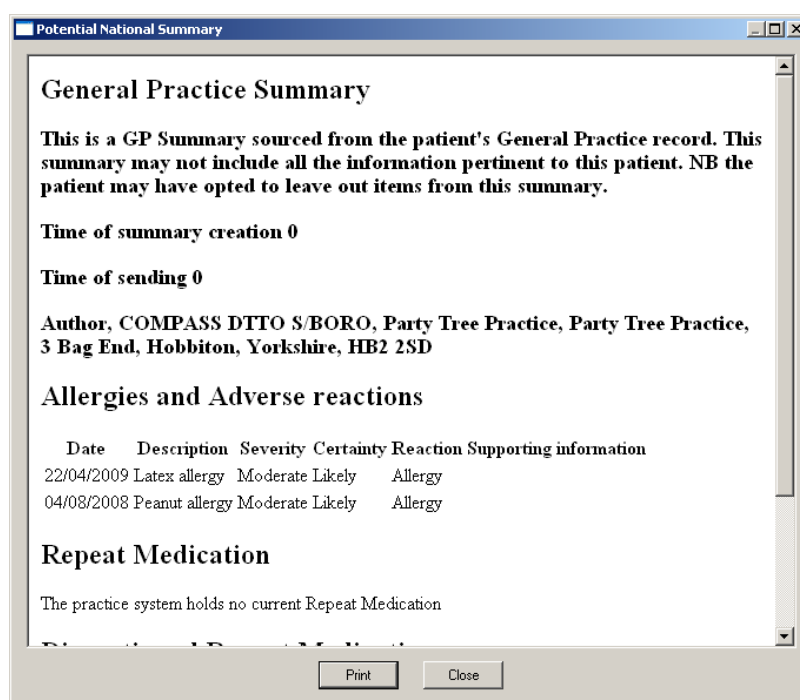 Potential National Summary
General Practice Summary
This is a GP Summary sourced from the patient's General Practice record. This
summary may not include all the information pertinent to this patient. NB the
patient may have opted to leave out items from this summary.
Time of summary creation 0
Time of sending 0
Author, COMPASS DTTO S/BORO, Party Tree Practice, Party Tree Practice,
3 Bag End, Hobbiton, Yorkshire, HB2 2SD
Allergies and Adverse reactions
Date Description Severity Certainty Reaction Supporting information
22/04/2009 Latex allergy Moderate Likely Allergy
04/08/2008 Peanut allergy Moderate Likely Allergy
Repeat Medication
The practice system holds no current Repeat Medication
Print Close